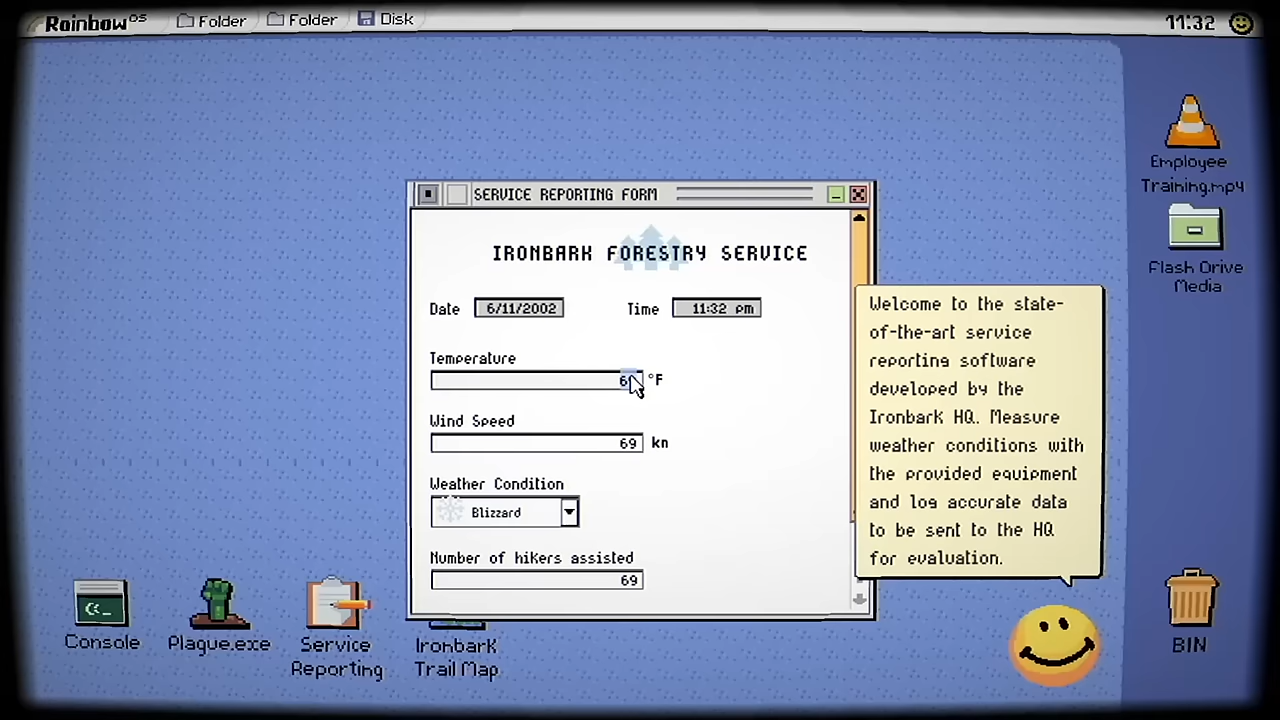 Rainbow OS
Folder
Folder
Disk
11:32
Employee
Training.mp4
Flash Drive
Media
SERVICE REPORTING FORM
IRONBARK FORESTRY SERVICE
Date 6/11/2002 Time 11:32 pm
Temperature
°F
Wind Speed
69 kn
Weather Condition
Blizzard
Number of hikers assisted
69
Welcome to the state-
of-the-art service
reporting software
developed by the
Ironbark HQ. Measure
weather conditions with
the provided equipment
and log accurate data
to be sent to the HQ
for evaluation.
Console
Plague.exe
Service
Reporting
Ironbark
Trail Map
BIN